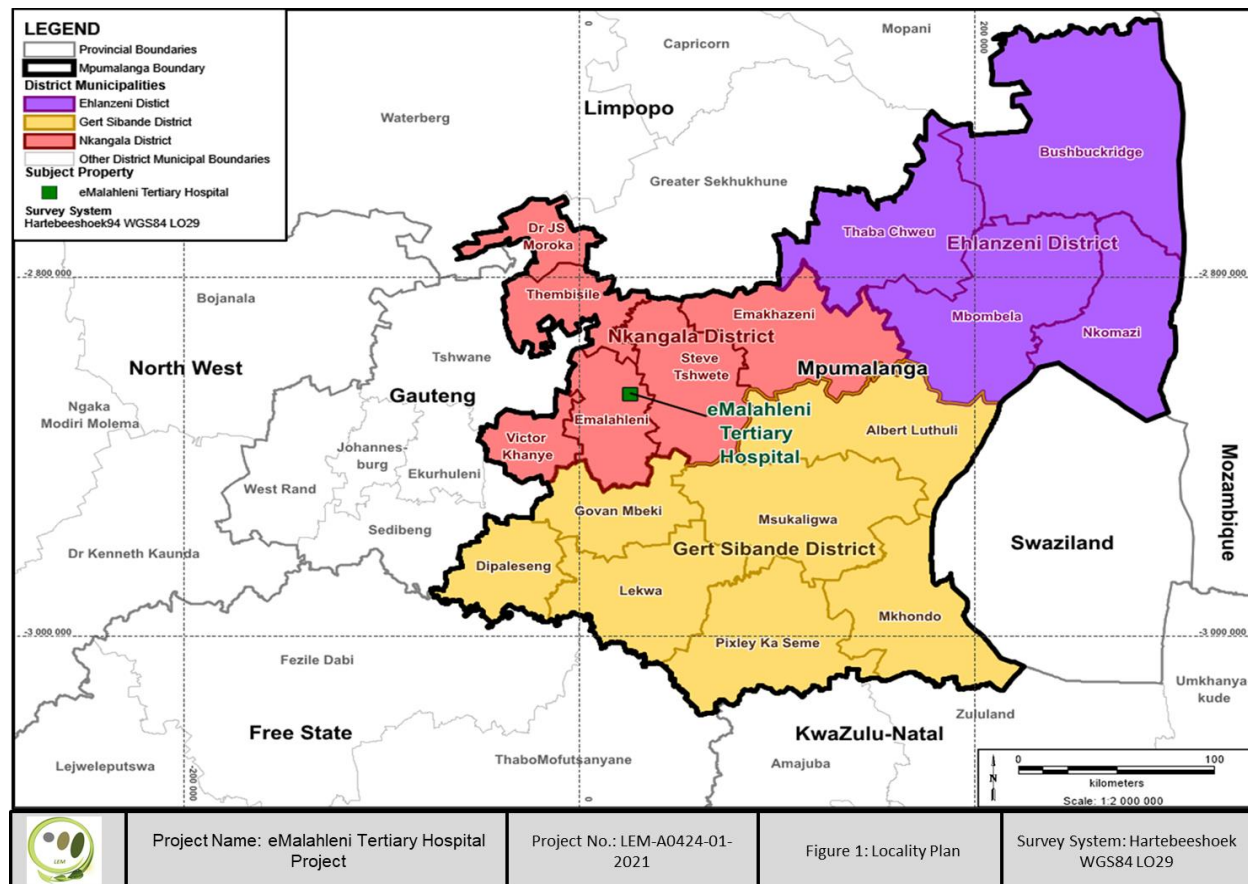 LEGEND
Provincial Boundaries
Mpumalanga Boundary
District Municipalities
Ehlanzeni Distict
Gert Sibande District
Nkangala District
Other District Municipal Boundaries
Subject Property
eMalahleni Tertiary Hospital
Survey System
Hartebeeshoek94 WGS84 LO29
0
200 000
Mopani
Capricorn
Limpopo
Waterberg
Bushbuckridge
Greater Sekhukhune
Dr JS
Moroka
Thaba Chweu
Ehlanzeni District
-2 800 000
-2 800 000
Bojanala
Thembisile
Emakhazeni
Mbombela
Nkomazi
Nkangala District
Tshwane
Steve
Tshwete
North West
Mpumalanga
Gauteng
Ngaka
Modiri Molema
Emalahleni
eMalahleni
Tertiary
Hospital
Albert Luthuli
Victor
Khanye
Johannes-
burg
Ekurhuleni
West Rand
Mozambique
Govan Mbeki
Msukaligwa
Sedibeng
Swaziland
Dr Kenneth Kaunda
Gert Sibande District
Dipaleseng
Lekwa
Mkhondo
-3 000 000
-3 000 000
Pixley Ka Seme
Fezile Dabi
Umkhanya
kude
Zululand
Free State
KwaZulu-Natal
Lejweleputswa
ThaboMofutsanyane
Amajuba
-200 000
0
N
0
100
kilometers
Scale: 1:2 000 000
LEM
Project Name: eMalahleni Tertiary Hospital
Project
Project No.: LEM-A0424-01-
2021
Figure 1: Locality Plan
Survey System: Hartebeeshoek
WGS84 LO29